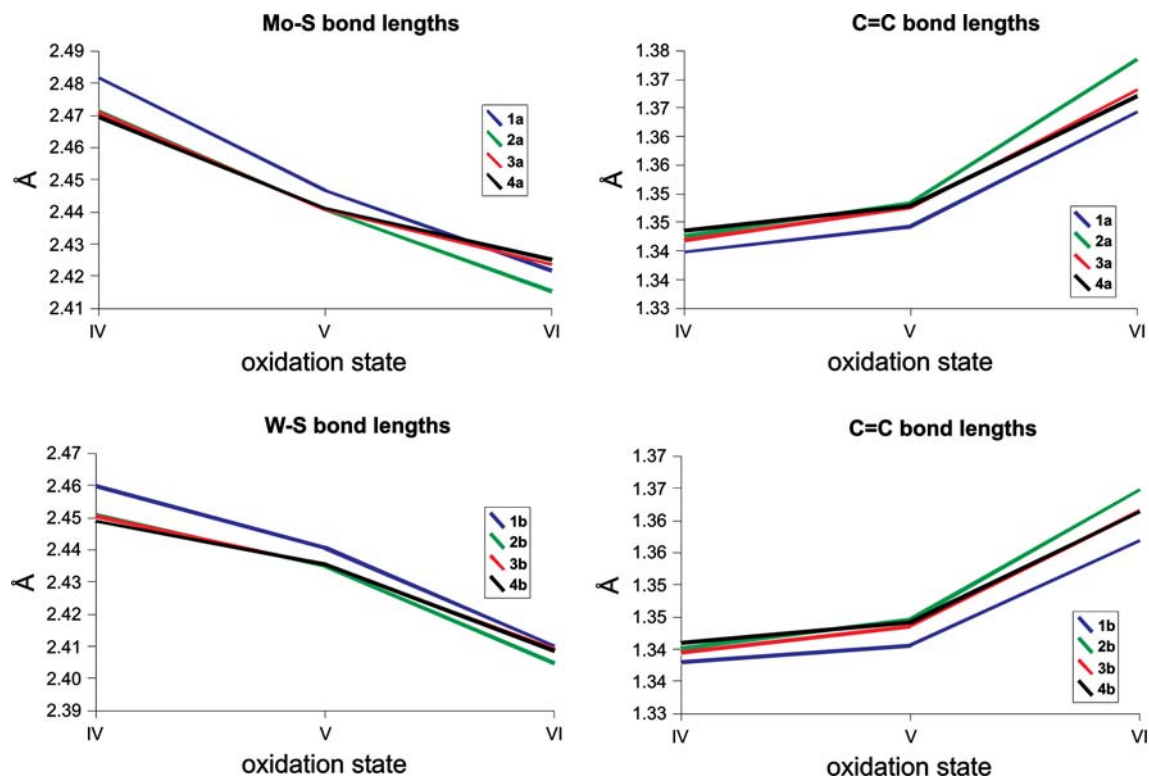 Mo-S bond lengths
2.49
2.48
2.47
2.46
2.45
2.44
2.43
2.42
2.41
Å
IV
V
VI
oxidation state
1a
2a
3a
4a
C=C bond lengths
1.38
1.37
1.37
1.36
1.36
1.35
1.35
1.34
1.34
1.33
Å
IV
V
VI
oxidation state
1a
2a
3a
4a
W-S bond lengths
2.47
2.46
2.45
2.44
2.43
2.42
2.41
2.40
2.39
Å
IV
V
VI
oxidation state
1b
2b
3b
4b
C=C bond lengths
1.37
1.37
1.36
1.36
1.35
1.35
1.34
1.34
1.33
Å
IV
V
VI
oxidation state
1b
2b
3b
4b